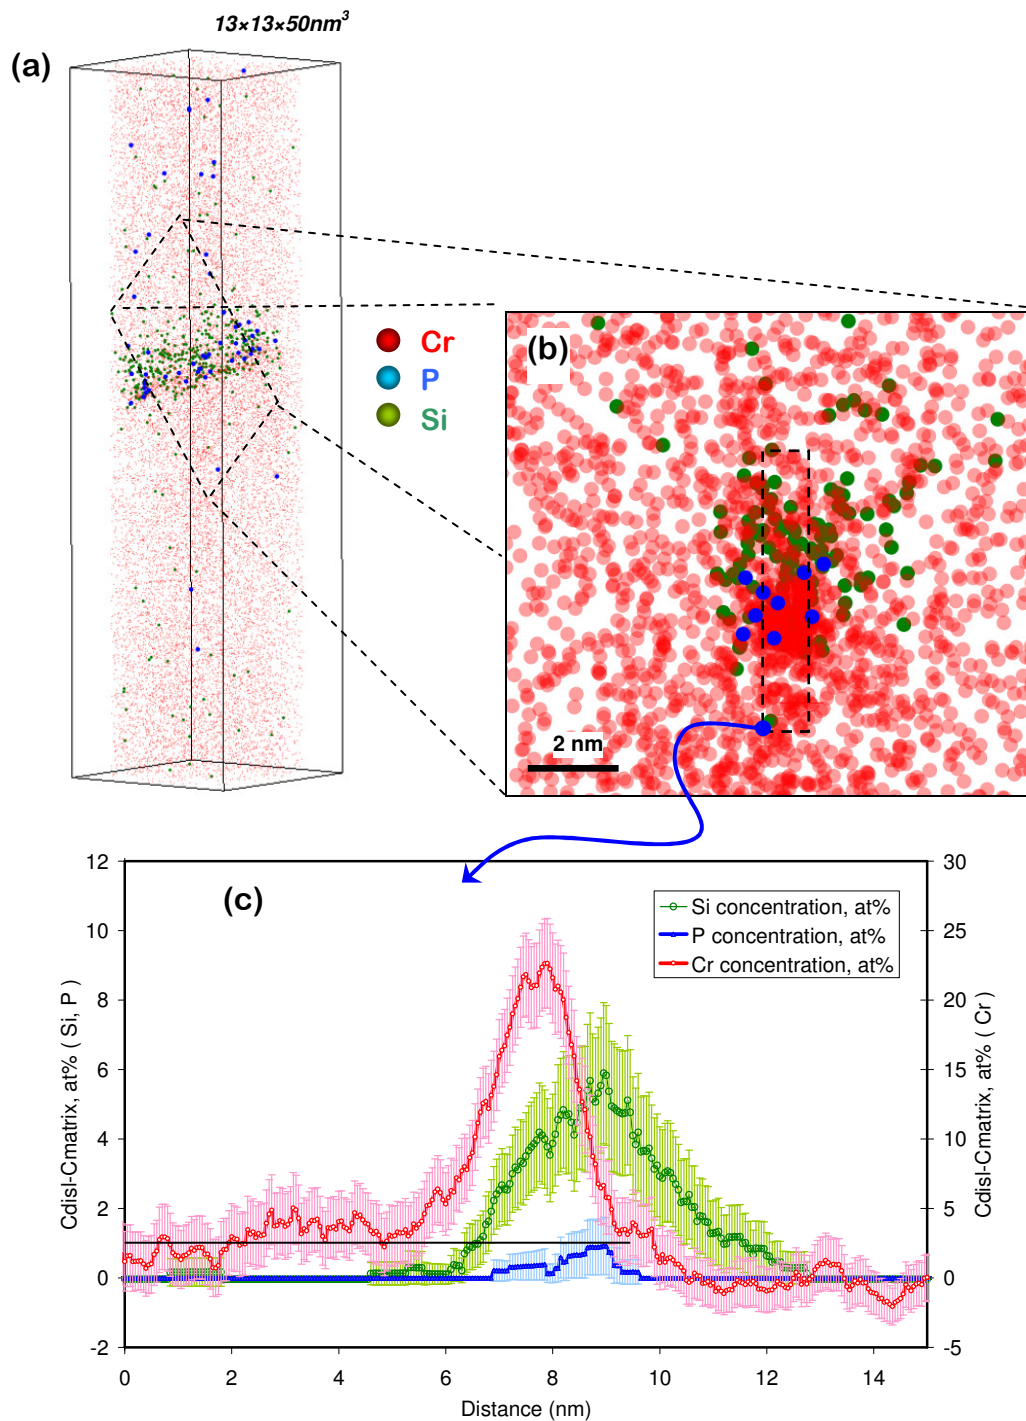 13×13×50nm³
(a)
Cr
P
Si
(b)
2 nm
(c)
Si concentration, at%
P concentration, at%
Cr concentration, at%
12
10
8
6
4
2
0
-2
30
25
20
15
10
5
0
-5
Cdisl-Cmatrix, at% ( Si, P )
Cdisl-Cmatrix, at% ( Cr )
0 2 4 6 8 10 12 14
Distance (nm)